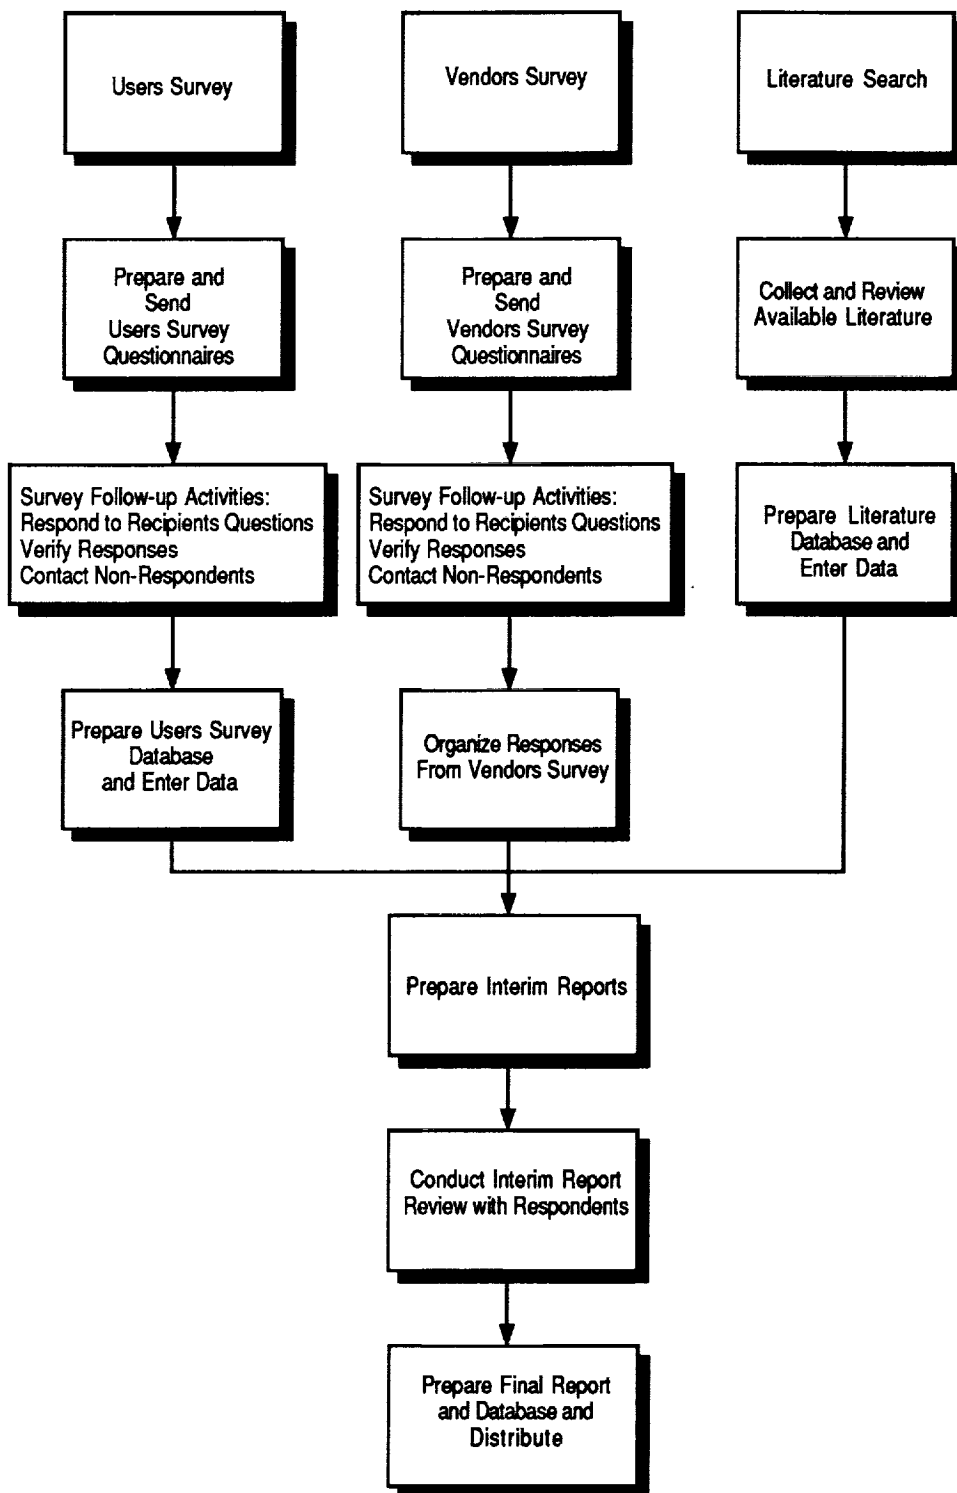 Users Survey
Vendors Survey
Literature Search
Prepare and
Send
Users Survey
Questionnaires
Prepare and
Send
Vendors Survey
Questionnaires
Collect and Review
Available Literature
Survey Follow-up Activities:
Respond to Recipients Questions
Verify Responses
Contact Non-Respondents
Survey Follow-up Activities:
Respond to Recipients Questions
Verify Responses
Contact Non-Respondents
Prepare Literature
Database and
Enter Data
Prepare Users Survey
Database
and Enter Data
Organize Responses
From Vendors Survey
Prepare Interim Reports
Conduct Interim Report
Review with Respondents
Prepare Final Report
and Database and
Distribute